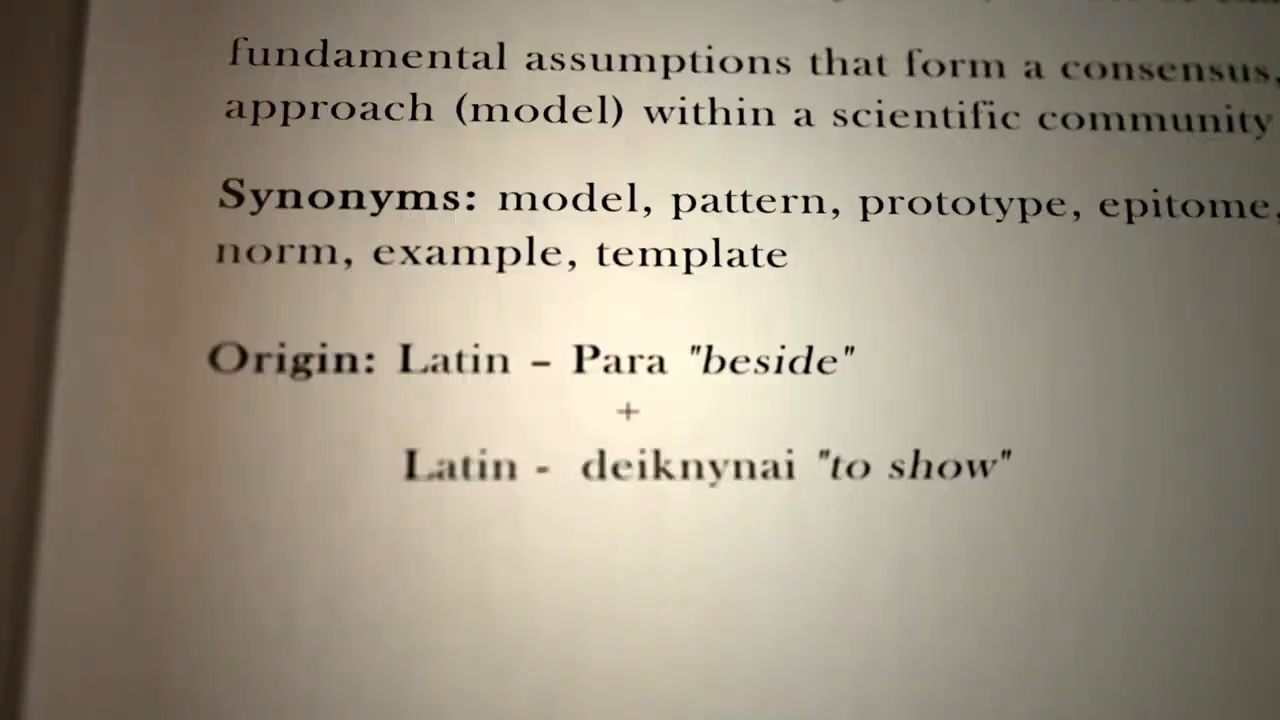 fundamental assumptions that form a consensus,
approach (model) within a scientific community
Synonyms: model, pattern, prototype, epitome,
norm, example, template
Origin: Latin – Para "beside"
+
Latin - deiknynai "to show"